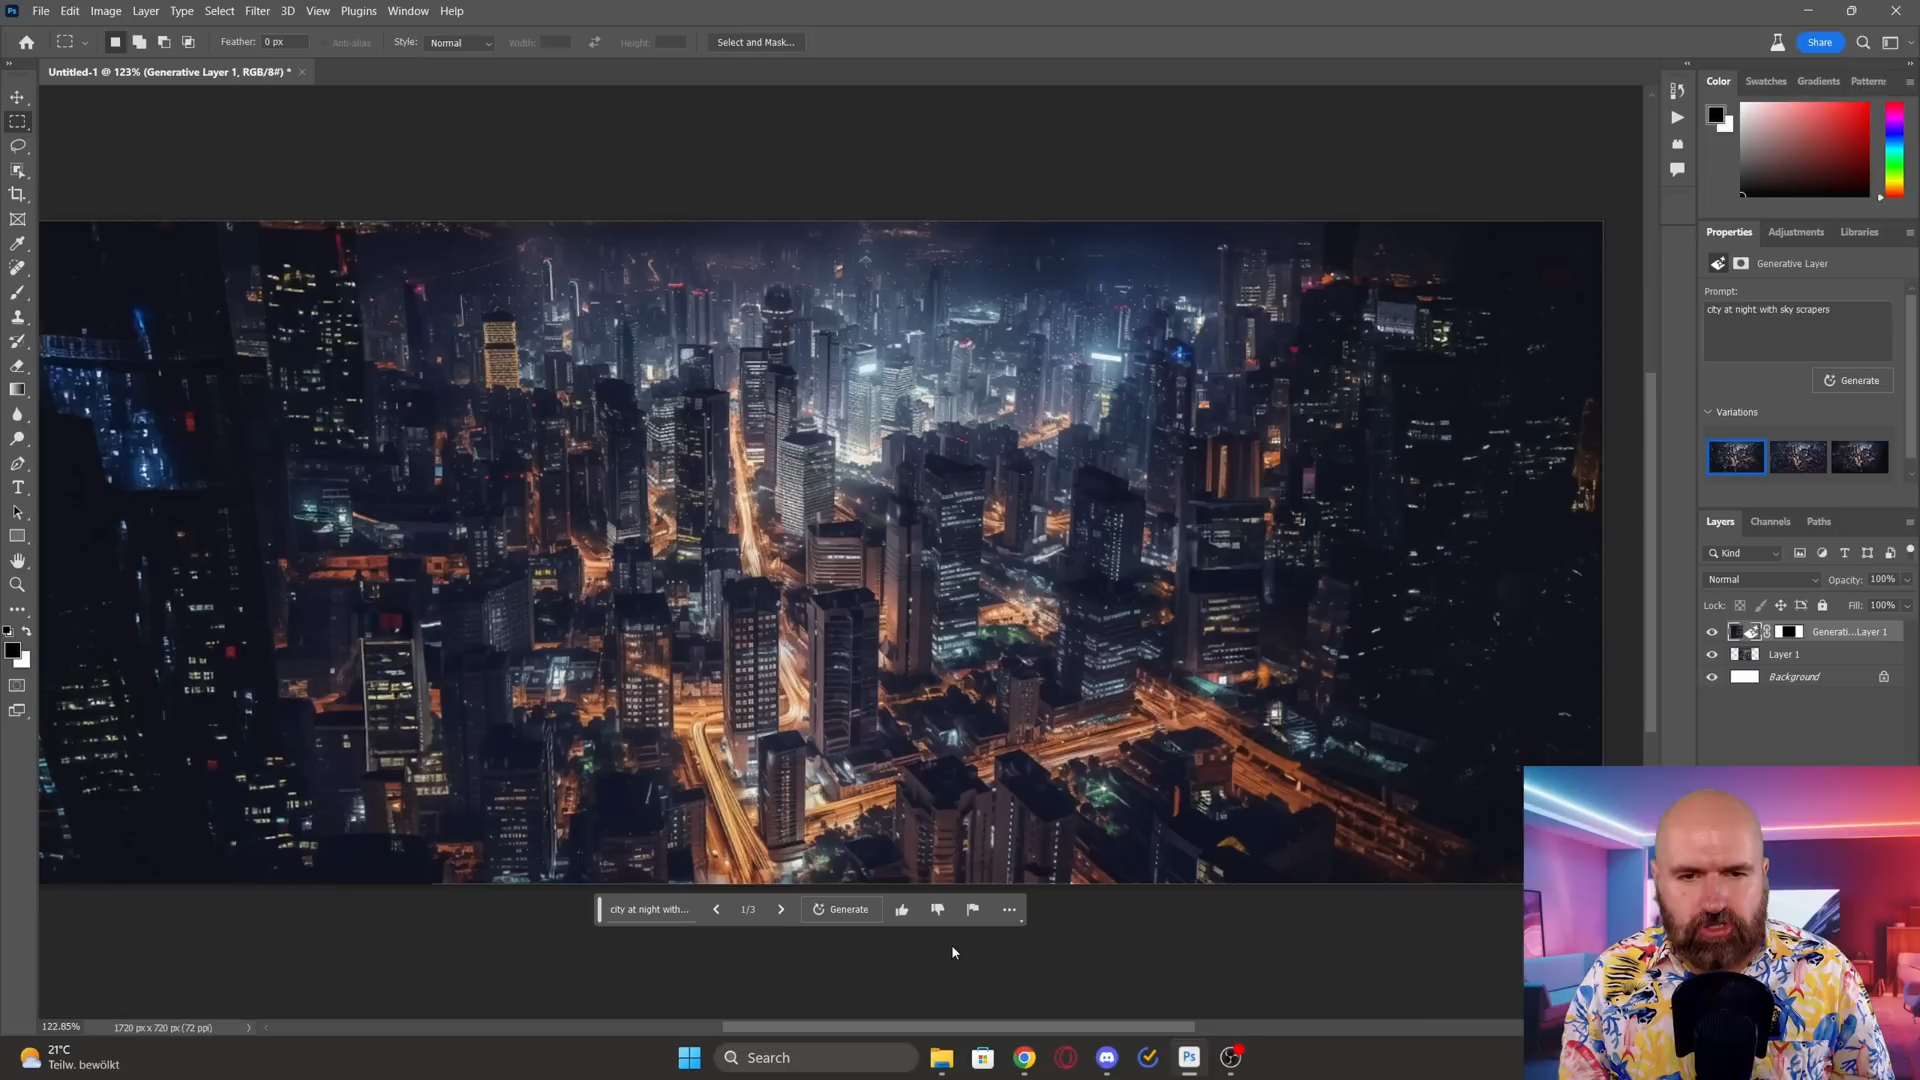 Ps File Edit Image Layer Type Select Filter 3D View Plugins Window Help
Feather: 0 px Anti-alias Style: Normal Width: Height: Select and Mask... Share
Untitled-1 @ 123% (Generative Layer 1, RGB/8#) * ×
Color Swatches Gradients Patterns
Properties Adjustments Libraries
Generative Layer
Prompt:
city at night with sky scrapers
Generate
Variations
Layers Channels Paths
Kind
Normal Opacity: 100%
Lock: Fill: 100%
Generati...Layer 1
Layer 1
Background
city at night with... 1/3 Generate
122.85% 1720 px x 720 px (72 ppi)
21°C
Teilw. bewölkt
Search
Ps